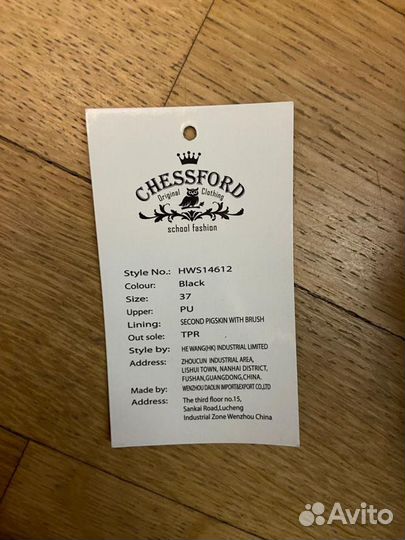 CHESSFORD
Original Clothing
school fashion
Style No.: HWS14612
Colour: Black
Size: 37
Upper: PU
Lining: SECOND PIGSKIN WITH BRUSH
Out sole: TPR
Style by: HE WANG(HK) INDUSTRIAL LIMITED
Address: ZHOUCUN INDUSTRIAL AREA,
LISHUI TOWN, NANHAI DISTRICT,
FUSHAN,GUANGDONG,CHINA.
Made by: WENZHOU DAOLIN IMPORT&EXPORT CO.,LTD
Address: The third floor no.15,
Sankai Road,Lucheng
Industrial Zone Wenzhou China
Avito